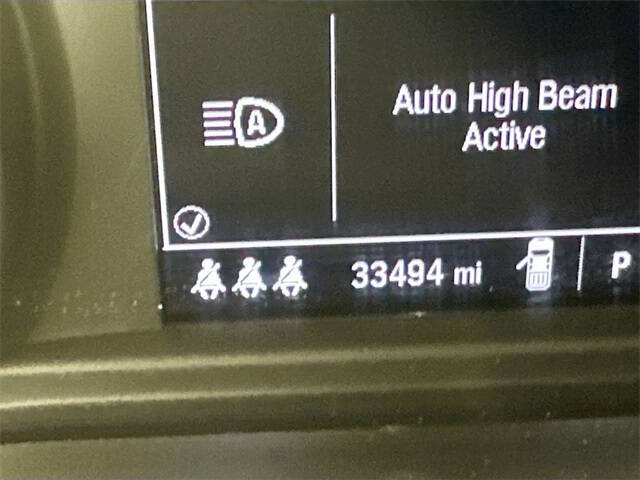 A
Auto High Beam
Active
33494 mi
P